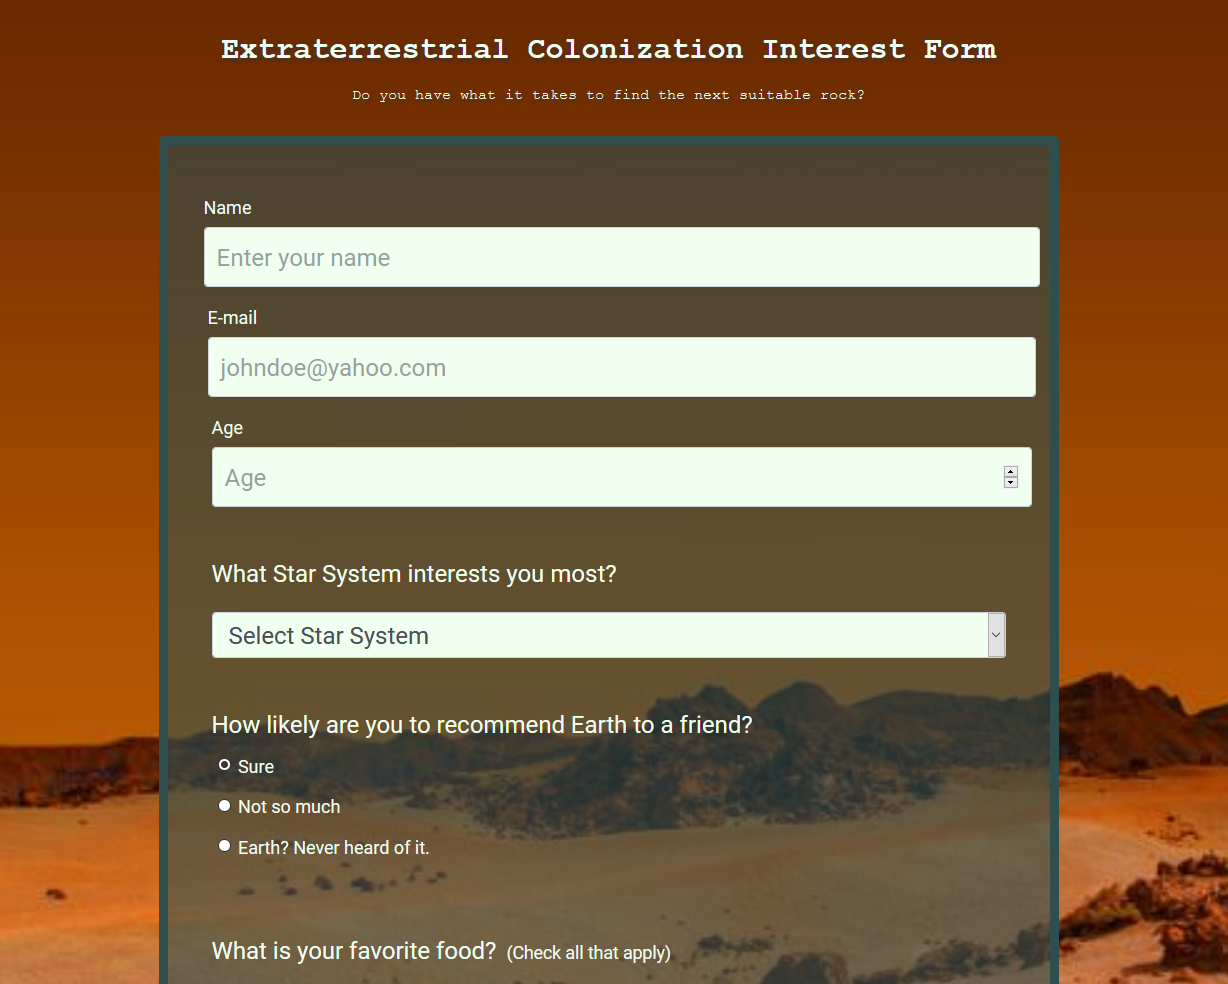 Extraterrestrial Colonization Interest Form
Do you have what it takes to find the next suitable rock?
Name
Enter your name
E-mail
johndoe@yahoo.com
Age
Age
What Star System interests you most?
Select Star System
How likely are you to recommend Earth to a friend?
Sure
Not so much
Earth? Never heard of it.
What is your favorite food? (Check all that apply)